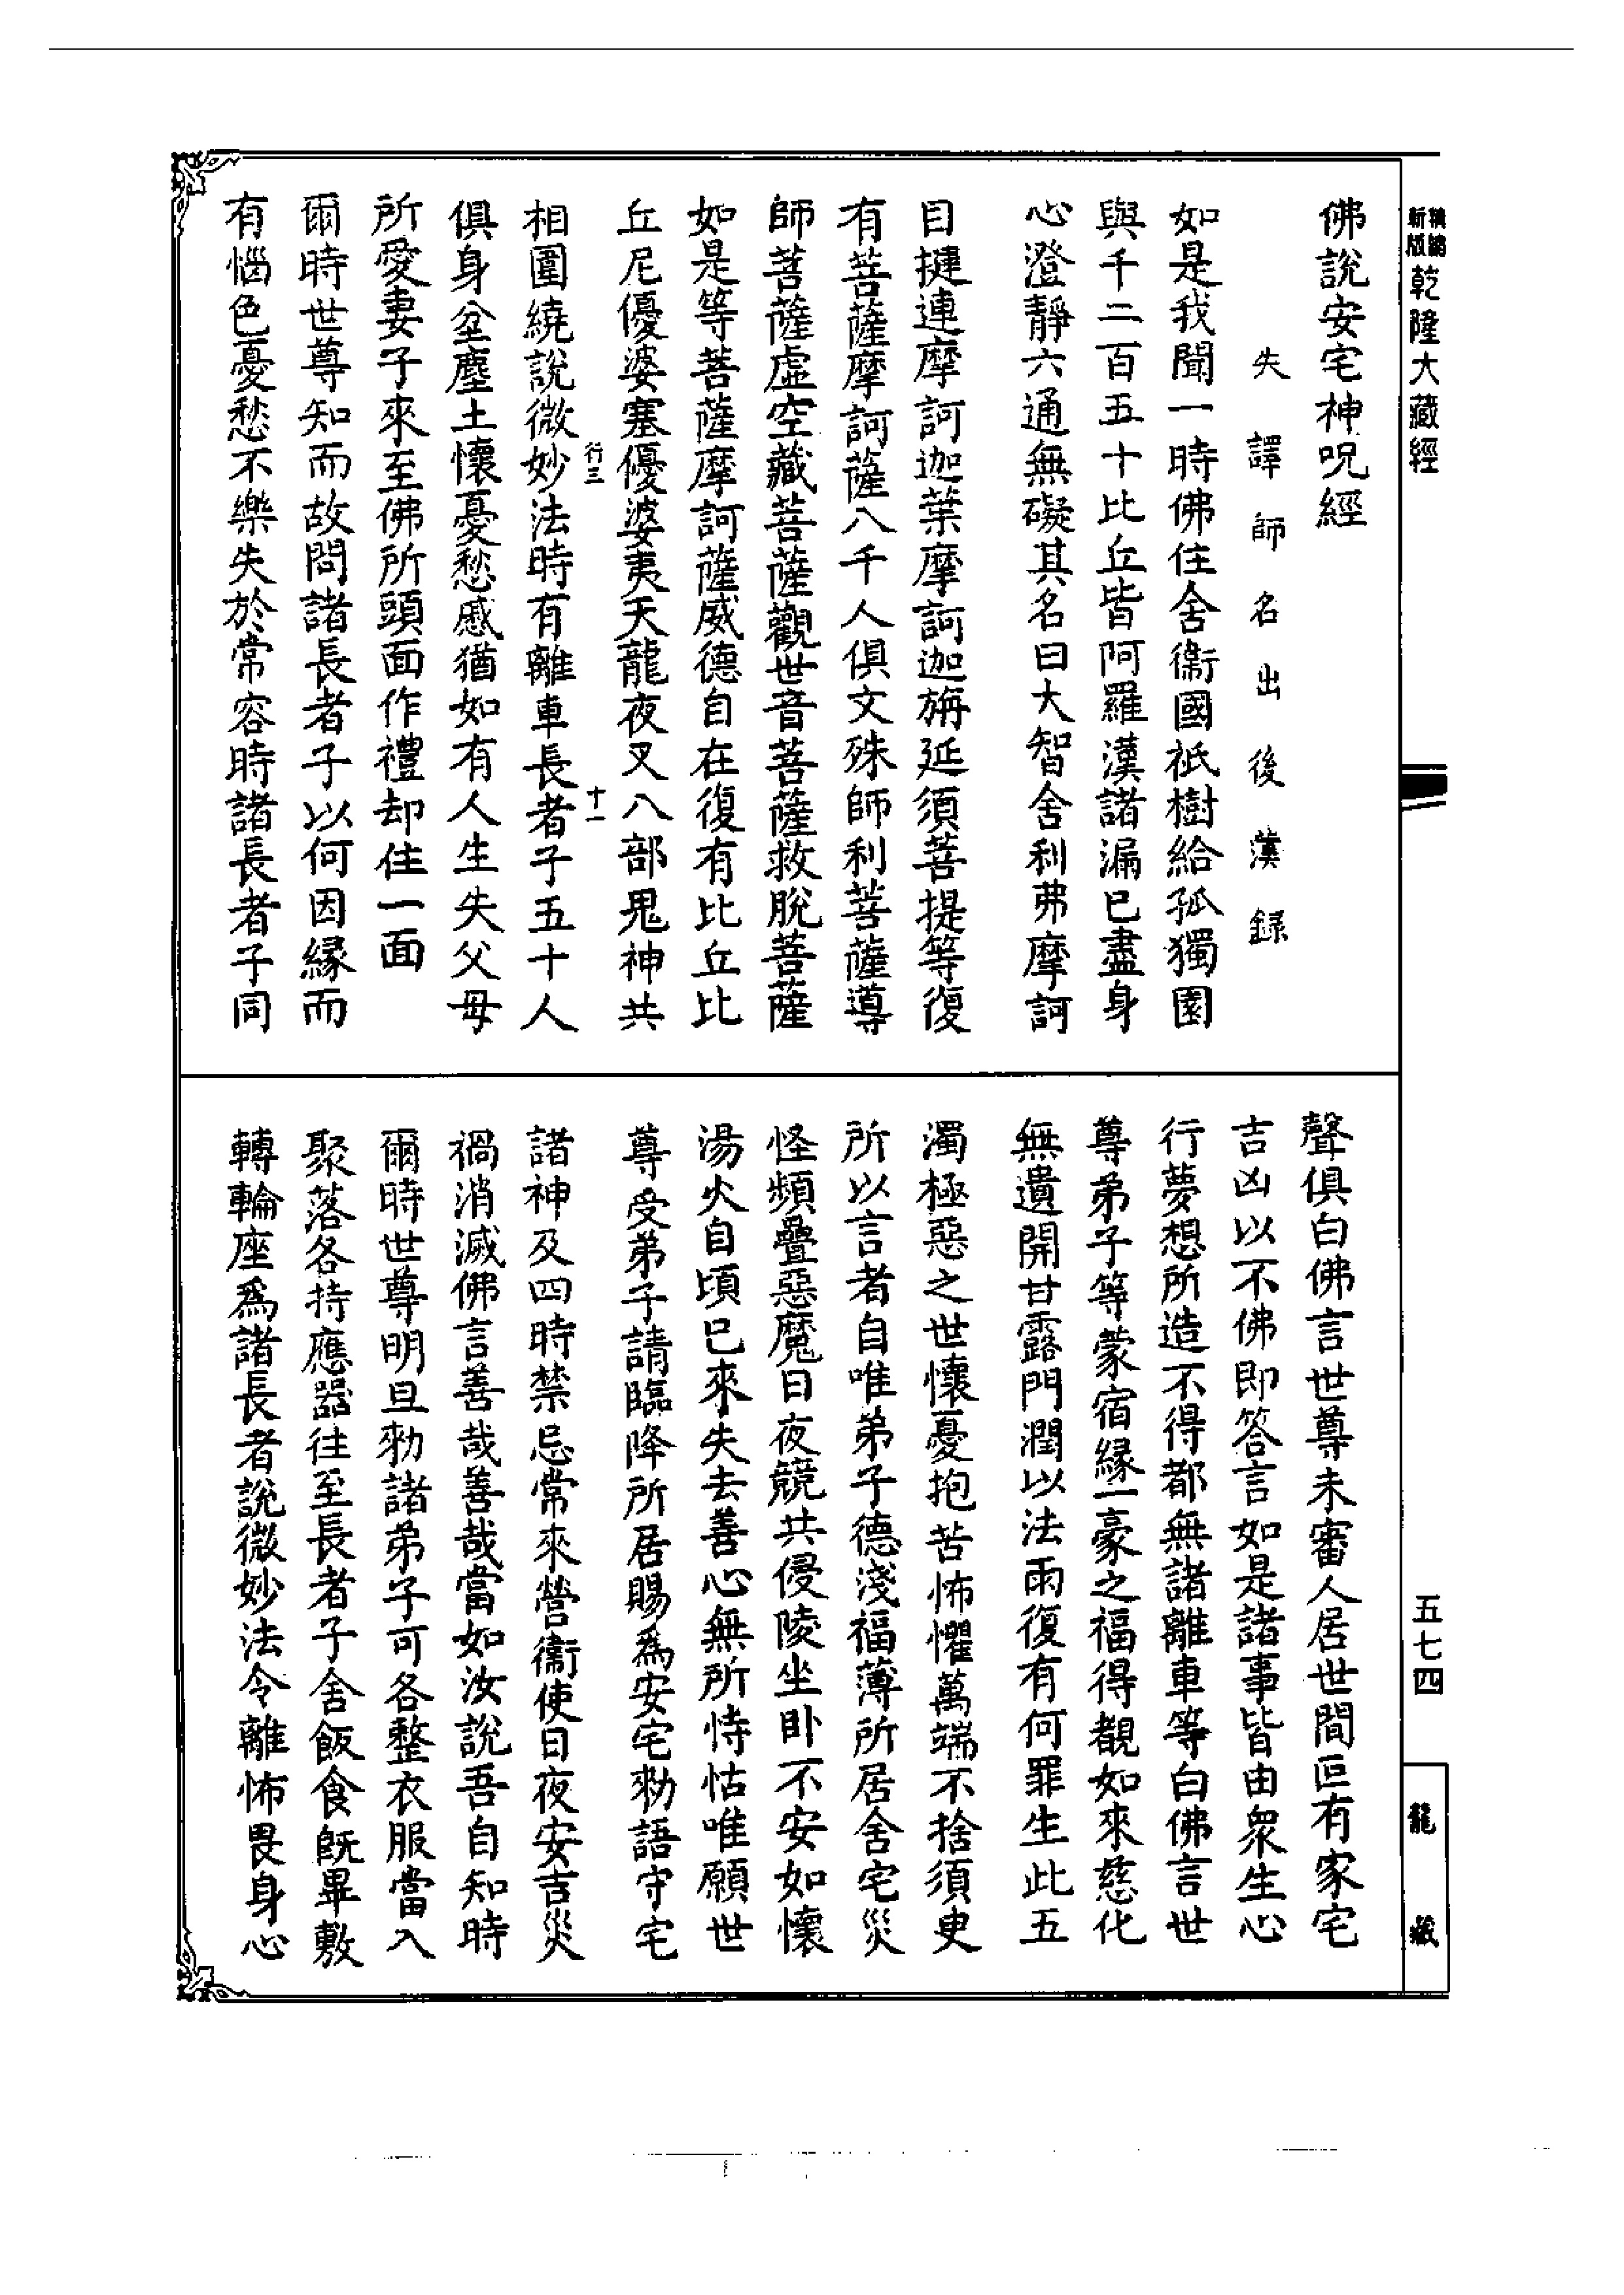 新版
乾隆大藏經
佛說安宅神呪經
失譯師名出後漢錄
如是我聞一時佛住舍衞國祇樹給孤獨園
與千二百五十比丘皆阿羅漢諸漏已盡身
心澄靜六通無礙其名曰大智舍利弗摩訶
目揵連摩訶迦葉摩訶迦旃延須菩提等復
有菩薩摩訶薩八千人俱文殊師利菩薩導
師菩薩虛空藏菩薩觀世音菩薩救脫菩薩
如是等菩薩摩訶薩威德自在復有比丘比
丘尼優婆塞優婆夷天龍夜叉八部鬼神共
行三
十一
相圍繞說微妙法時有離車長者子五十人
俱身坌塵土懷憂愁慼猶如有人生失父母
所愛妻子來至佛所頭面作禮却住一面
爾時世尊知而故問諸長者子以何因緣而
有惱色憂愁不樂失於常容時諸長者子同
聲俱白佛言世尊未審人居世間叵有家宅
吉凶以不佛即答言如是諸事皆由衆生心
行夢想所造不得都無諸離車等白佛言世
尊弟子等蒙宿緣一豪之福得覩如來慈化
無遺開甘露門潤以法雨復有何罪生此五
濁極惡之世懷憂抱苦怖懼萬端不捨須臾
所以言者自唯弟子德淺福薄所居舍宅災
怪頻疊惡魔日夜競共侵陵坐卧不安如懷
湯火自頃已來失去善心無所恃怙唯願世
尊受弟子請臨降所居賜爲安宅勑語守宅
諸神及四時禁忌常來營衞使日夜安吉災
禍消滅佛言善哉善哉當如汝說吾自知時
爾時世尊明旦勑諸弟子可各整衣服當入
聚落各持應器往至長者子舍飯食旣畢敷
轉輪座爲諸長者說微妙法令離怖畏身心
五七四
龍藏